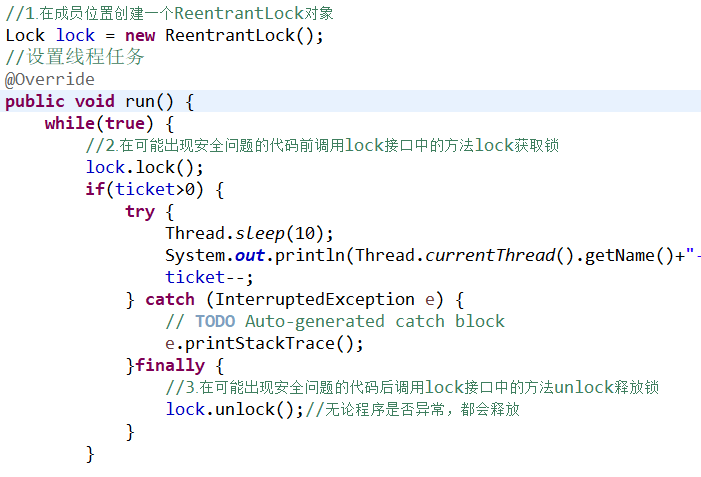 //1.在成员位置创建一个ReentrantLock对象
Lock lock = new ReentrantLock();
//设置线程任务
@Override
public void run() {
    while(true) {
        //2.在可能出现安全问题的代码前调用lock接口中的方法lock获取锁
        lock.lock();
        if(ticket>0) {
            try {
                Thread.sleep(10);
                System.out.println(Thread.currentThread().getName()+"-
                ticket--;
            } catch (InterruptedException e) {
                // TODO Auto-generated catch block
                e.printStackTrace();
            }finally {
                //3.在可能出现安全问题的代码后调用lock接口中的方法unlock释放锁
                lock.unlock();//无论程序是否异常，都会释放
            }
        }